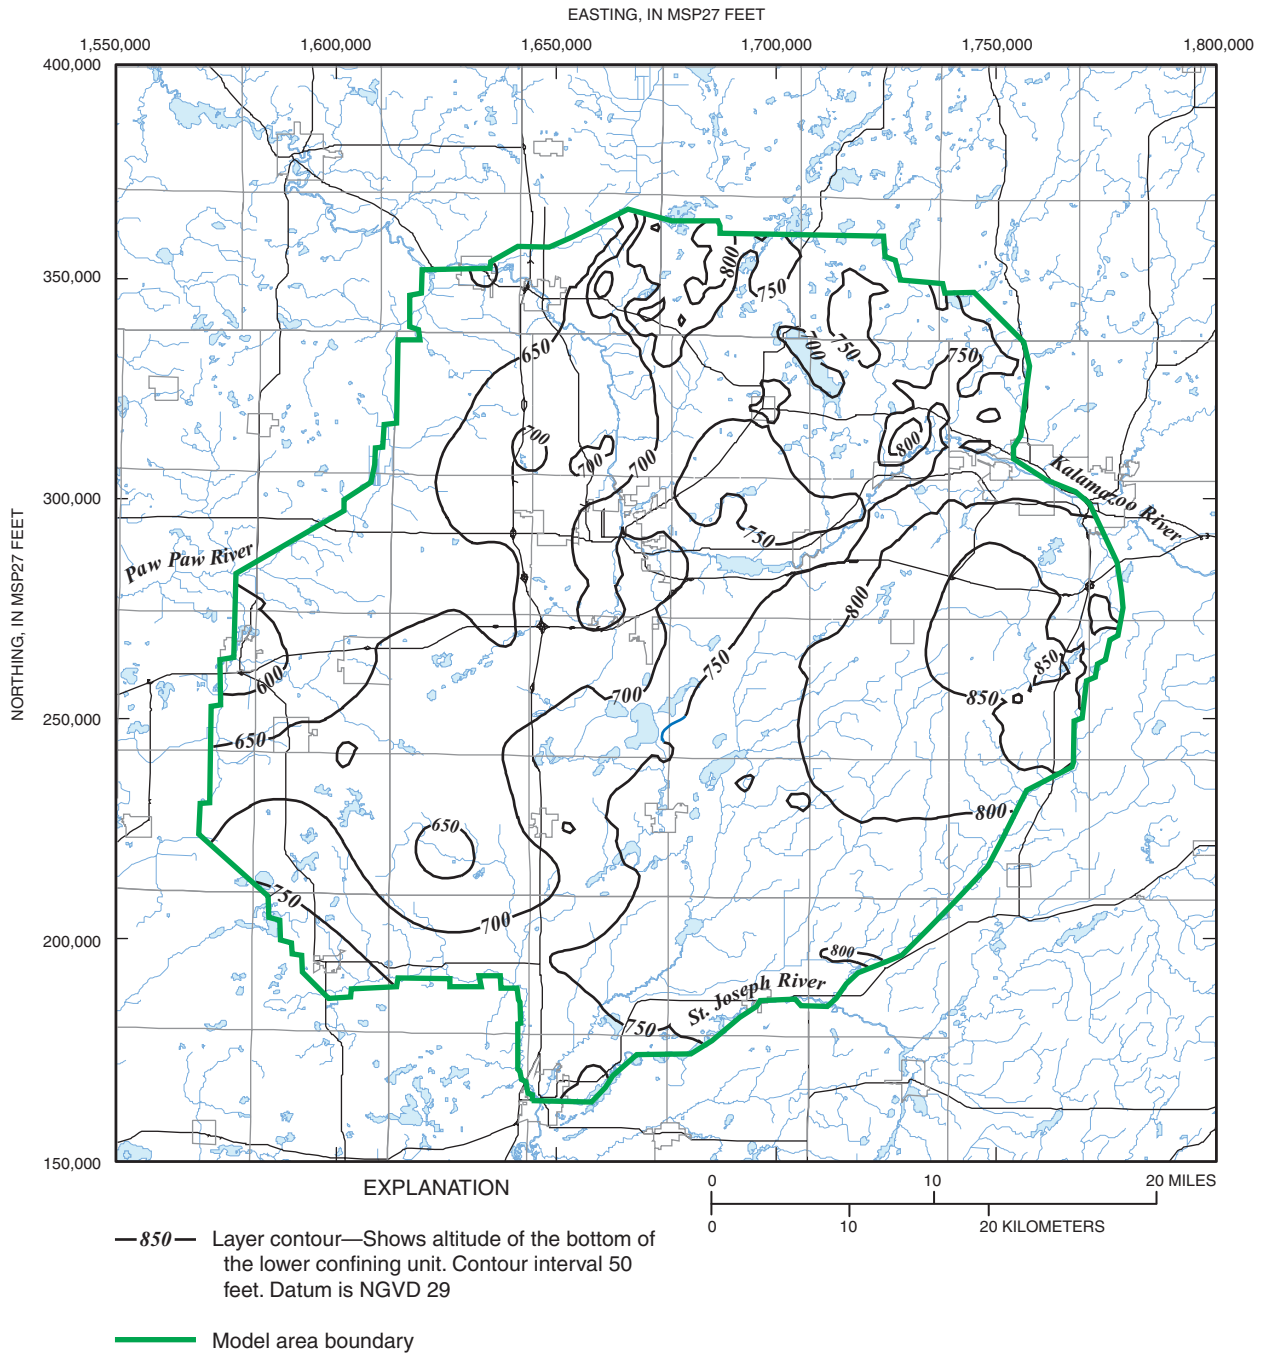 EASTING, IN MSP27 FEET
1,550,000 1,600,000 1,650,000 1,700,000 1,750,000 1,800,000
400,000
350,000
300,000
250,000
200,000
150,000
NORTHING, IN MSP27 FEET
800
750
650
700
750
750
700
800
700
700
Kalamazoo River
750
Paw Paw River
800
750
850
600
700
850
650
650
800
750
700
800
St. Joseph River
750
EXPLANATION
0 10 20 MILES
0 10 20 KILOMETERS
850 Layer contour—Shows altitude of the bottom of
the lower confining unit. Contour interval 50
feet. Datum is NGVD 29
Model area boundary